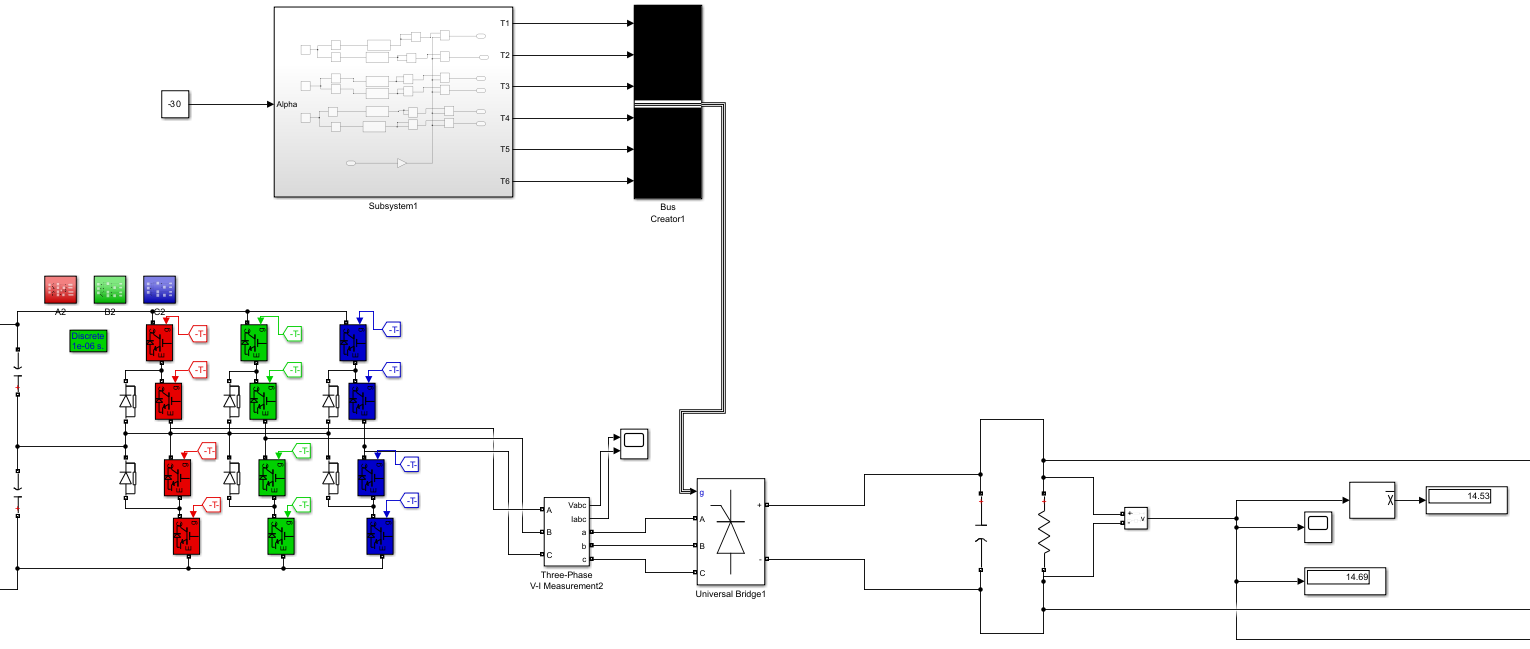 T1
T2
T3
-30
Alpha
T4
T5
T6
Subsystem1
Bus
Creator1
A2
B2
C2
Discrete
1e-06 s.
-T-
-T-
-T-
-T-
-T-
-T-
-T-
-T-
-T-
-T-
-T-
-T-
g
A
B
C
Vabc
Iabc
a
b
c
Three-Phase
V-I Measurement2
g
A
B
C
+
-
Universal Bridge1
+
-
v
X
14.53
14.69